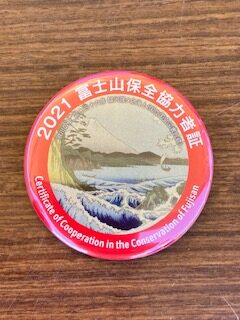 2021 富士山保全協力者証
Certificate of Cooperation in the Conservation of Fujisan